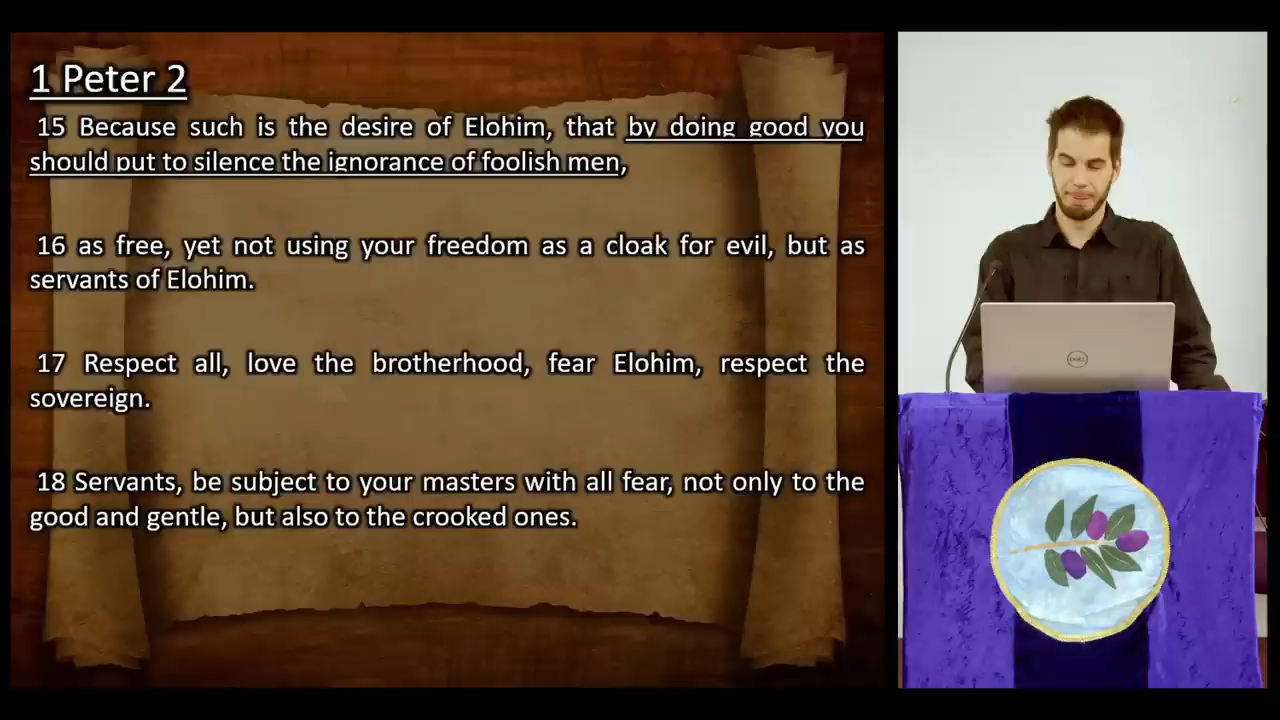 1 Peter 2
15 Because such is the desire of Elohim, that by doing good you
should put to silence the ignorance of foolish men,
16 as free, yet not using your freedom as a cloak for evil, but as
servants of Elohim.
17 Respect all, love the brotherhood, fear Elohim, respect the
sovereign.
18 Servants, be subject to your masters with all fear, not only to the
good and gentle, but also to the crooked ones.
DELL